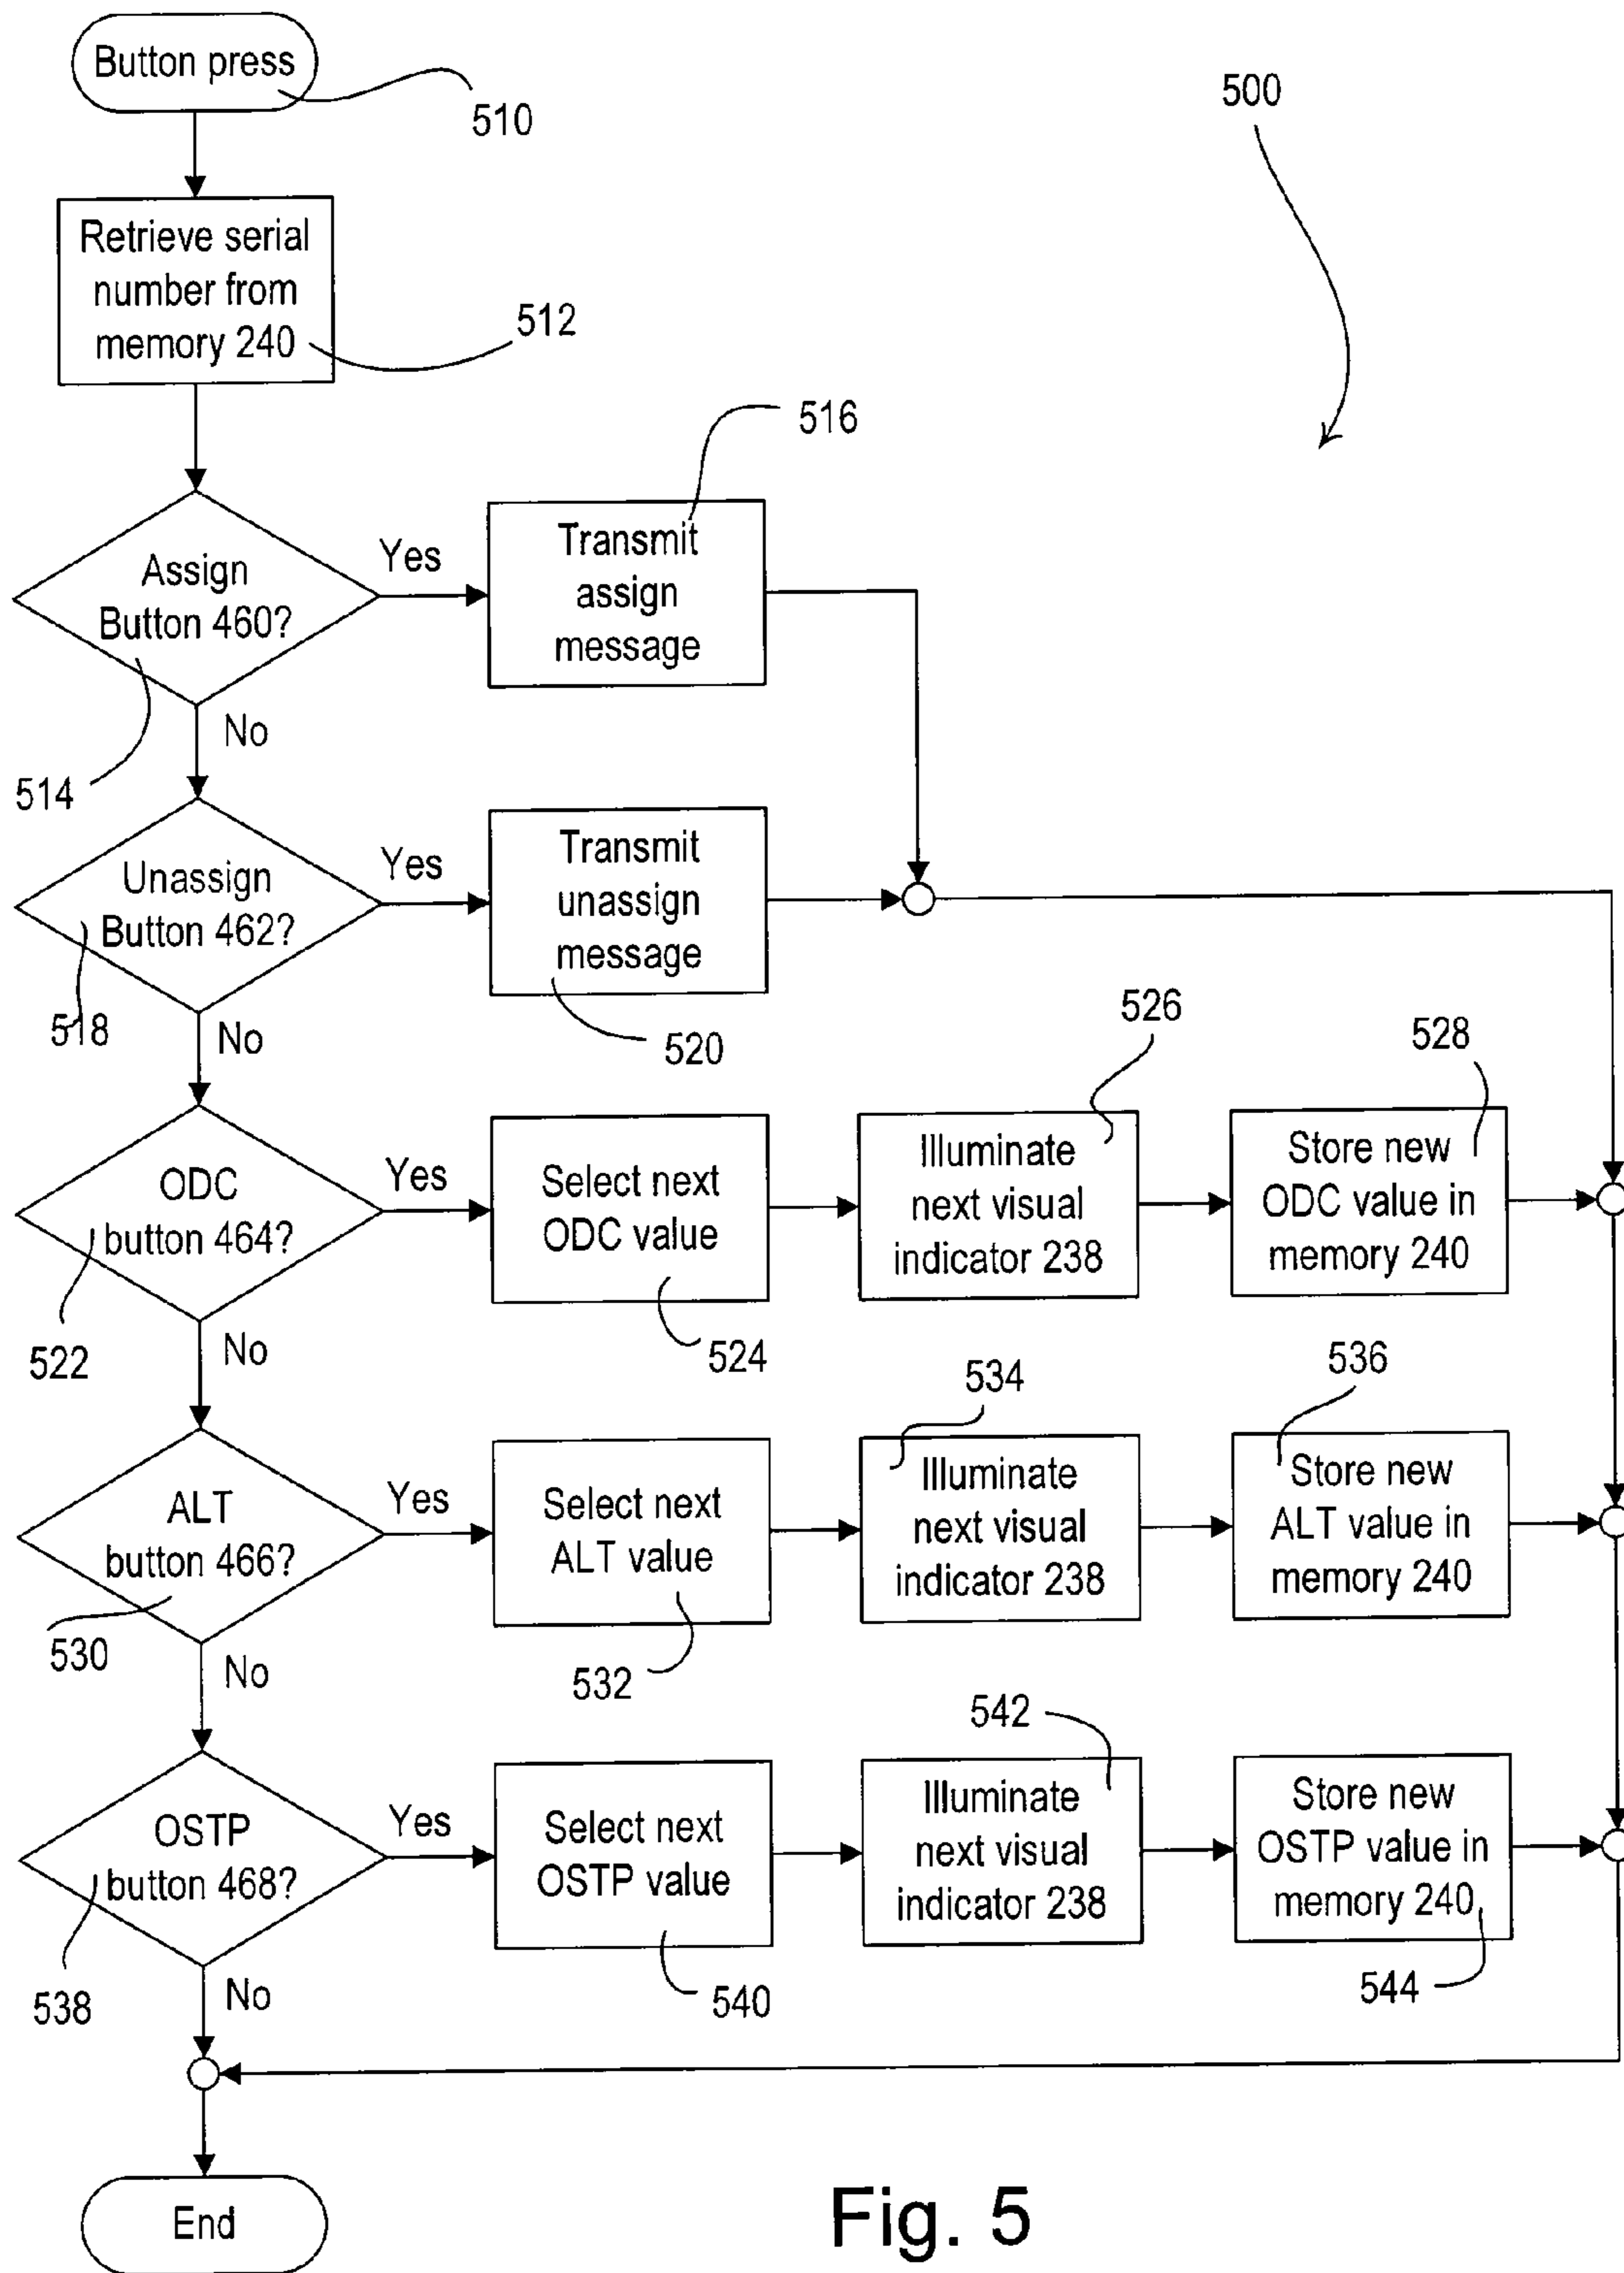 Button press
510
500
Retrieve serial
number from
memory 240
512
516
Assign
Button 460?
Yes
Transmit
assign
message
514
No
Unassign
Button 462?
Yes
Transmit
unassign
message
518
No
520
526
528
ODC
button 464?
Yes
Select next
ODC value
Illuminate
next visual
indicator 238
Store new
ODC value in
memory 240
522
No
524
534
536
ALT
button 466?
Yes
Select next
ALT value
Illuminate
next visual
indicator 238
Store new
ALT value in
memory 240
530
No
532
542
OSTP
button 468?
Yes
Select next
OSTP value
Illuminate
next visual
indicator 238
Store new
OSTP value in
memory 240
538
No
540
544
End
Fig. 5